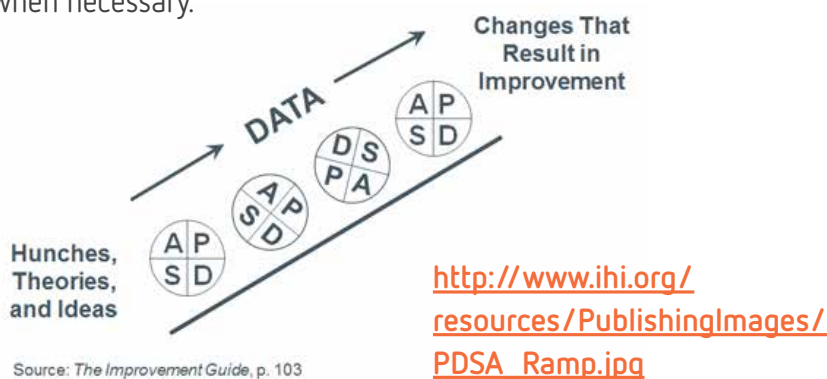 when necessary.
Changes That
Result in
Improvement
DATA
A P
S D
D S
P A
A P
S D
A P
S D
Hunches,
Theories,
and Ideas
http://www.ihi.org/
resources/PublishingImages/
PDSA_Ramp.jpg
Source: The Improvement Guide, p. 103